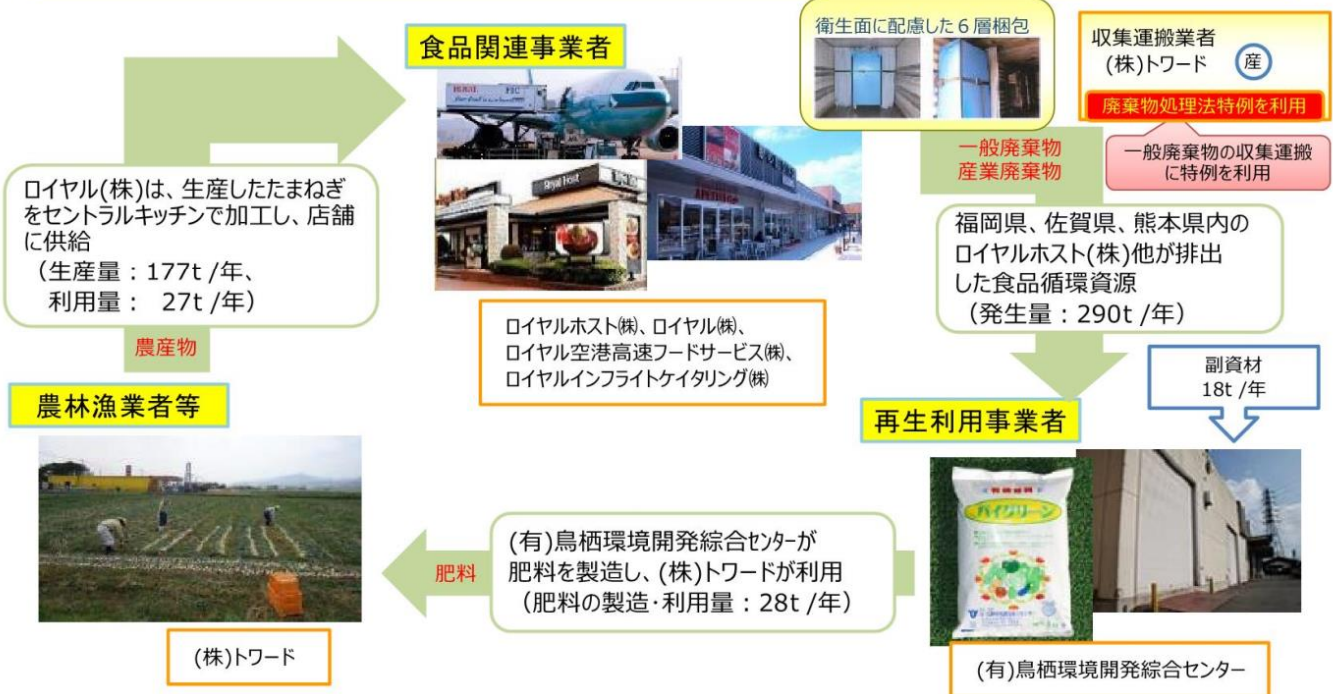 食品関連事業者
衛生面に配慮した６層梱包
収集運搬業者
(株)トワード
産
廃棄物処理法特例を利用
一般廃棄物の収集運搬
に特例を利用
一般廃棄物
産業廃棄物
ロイヤル(株)は、生産したたまねぎ
をセントラルキッチンで加工し、店舗
に供給
（生産量：177t /年、
利用量： 27t /年）
農産物
Royal Host
ロイヤルホスト㈱、ロイヤル㈱、
ロイヤル空港高速フードサービス㈱、
ロイヤルインフライトケイタリング㈱
福岡県、佐賀県、熊本県内の
ロイヤルホスト(株)他が排出
した食品循環資源
（発生量：290t /年）
副資材
18t /年
農林漁業者等
再生利用事業者
バイグリーン
肥料
(有)鳥栖環境開発綜合センターが
肥料を製造し、(株)トワードが利用
（肥料の製造･利用量：28t /年）
(株)トワード
(有)鳥栖環境開発綜合センター